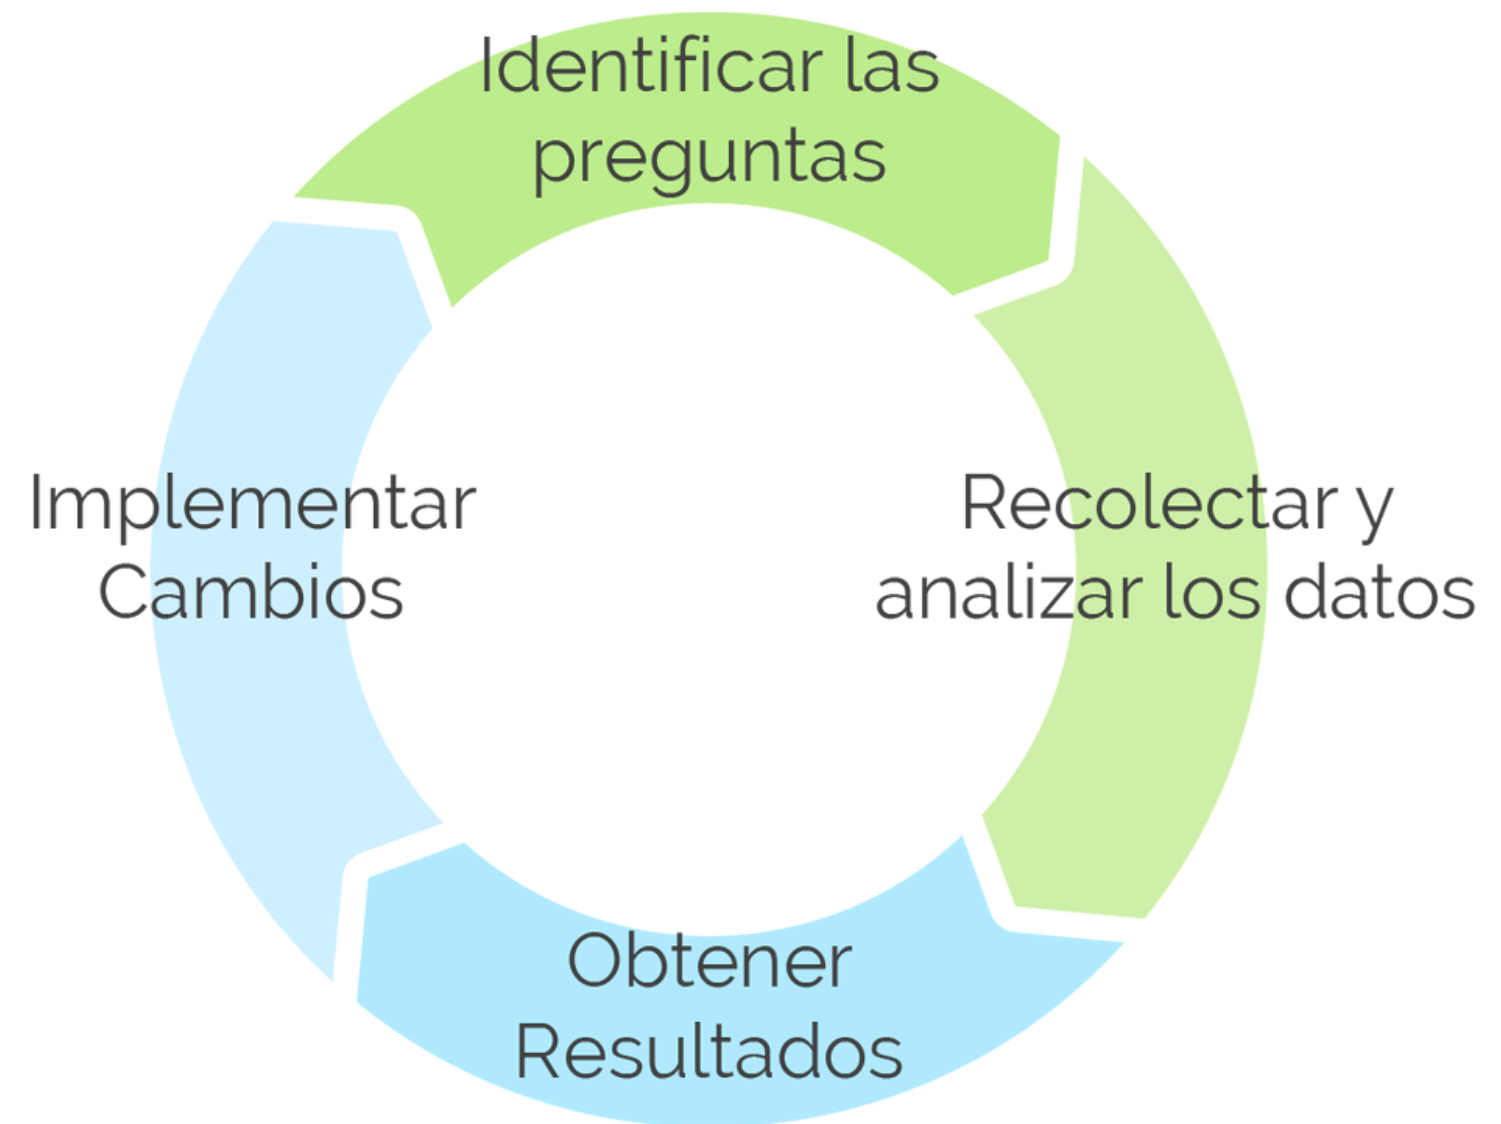 Identificar las
preguntas
Recolectar y
analizar los datos
Obtener
Resultados
Implementar
Cambios